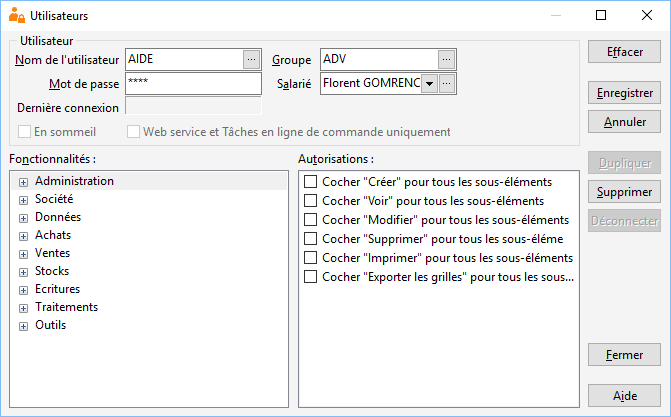 Utilisateurs
Utilisateur
Nom de l'utilisateur AIDE ... Groupe ADV ...
Mot de passe **** Salarié Florent GOMRENC ...
Dernière connexion
En sommeil Web service et Tâches en ligne de commande uniquement
Effacer
Enregistrer
Annuler
Dupliquer
Supprimer
Déconnecter
Fonctionnalités :
Administration
Société
Données
Achats
Ventes
Stocks
Ecritures
Traitements
Outils
Autorisations :
Cocher "Créer" pour tous les sous-éléments
Cocher "Voir" pour tous les sous-éléments
Cocher "Modifier" pour tous les sous-éléments
Cocher "Supprimer" pour tous les sous-éléme
Cocher "Imprimer" pour tous les sous-éléments
Cocher "Exporter les grilles" pour tous les sous...
Fermer
Aide